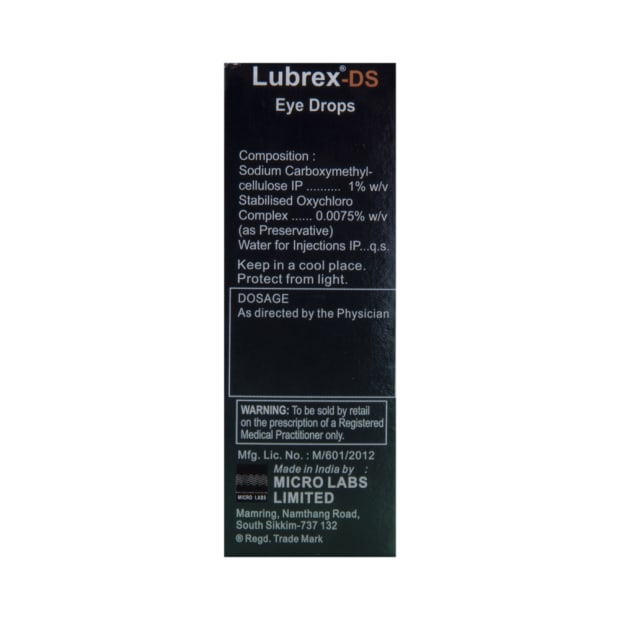 Lubrex®-DS
Eye Drops
Composition :
Sodium Carboxymethyl-
cellulose IP .......... 1% w/v
Stabilised Oxychloro
Complex ...... 0.0075% w/v
(as Preservative)
Water for Injections IP...q.s.
Keep in a cool place.
Protect from light.
DOSAGE
As directed by the Physician
WARNING: To be sold by retail
on the prescription of a Registered
Medical Practitioner only.
Mfg. Lic. No. : M/601/2012
Made in India by :
MICRO LABS
LIMITED
MICRO LABS
Mamring, Namthang Road,
South Sikkim-737 132
® Regd. Trade Mark